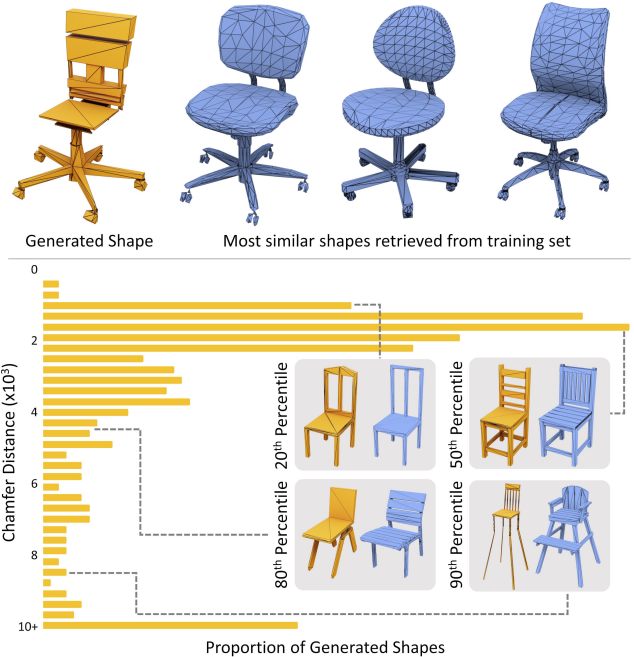 Generated Shape
Most similar shapes retrieved from training set
0
2
4
6
8
10+
Chamfer Distance (x10³)
20th Percentile
50th Percentile
80th Percentile
90th Percentile
Proportion of Generated Shapes